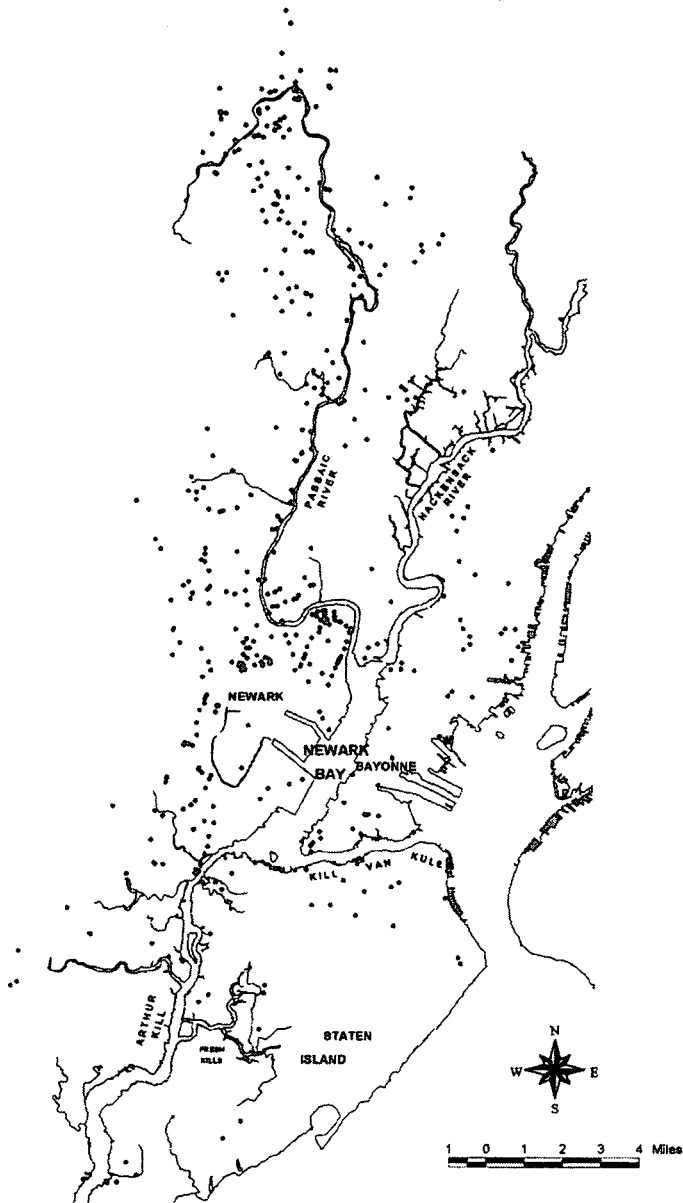 PASSAIC
RIVER
HACKENSACK
RIVER
NEWARK
NEWARK
BAY
BAYONNE
KILL VAN KULL
ARTHUR
KILL
FRESH
KILLS
STATEN
ISLAND
N
W E
S
1 0 1 2 3 4 Miles